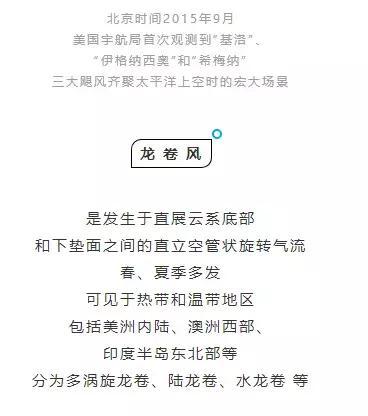 北京时间2015年9月
美国宇航局首次观测到“基洛”、
“伊格纳西奥”和“希梅纳”
三大飓风齐聚太平洋上空时的宏大场景
龙卷风
是发生于直展云系底部
和下垫面之间的直立空管状旋转气流
春、夏季多发
可见于热带和温带地区
包括美洲内陆、澳洲西部、
印度半岛东北部等
分为多涡旋龙卷、陆龙卷、水龙卷 等